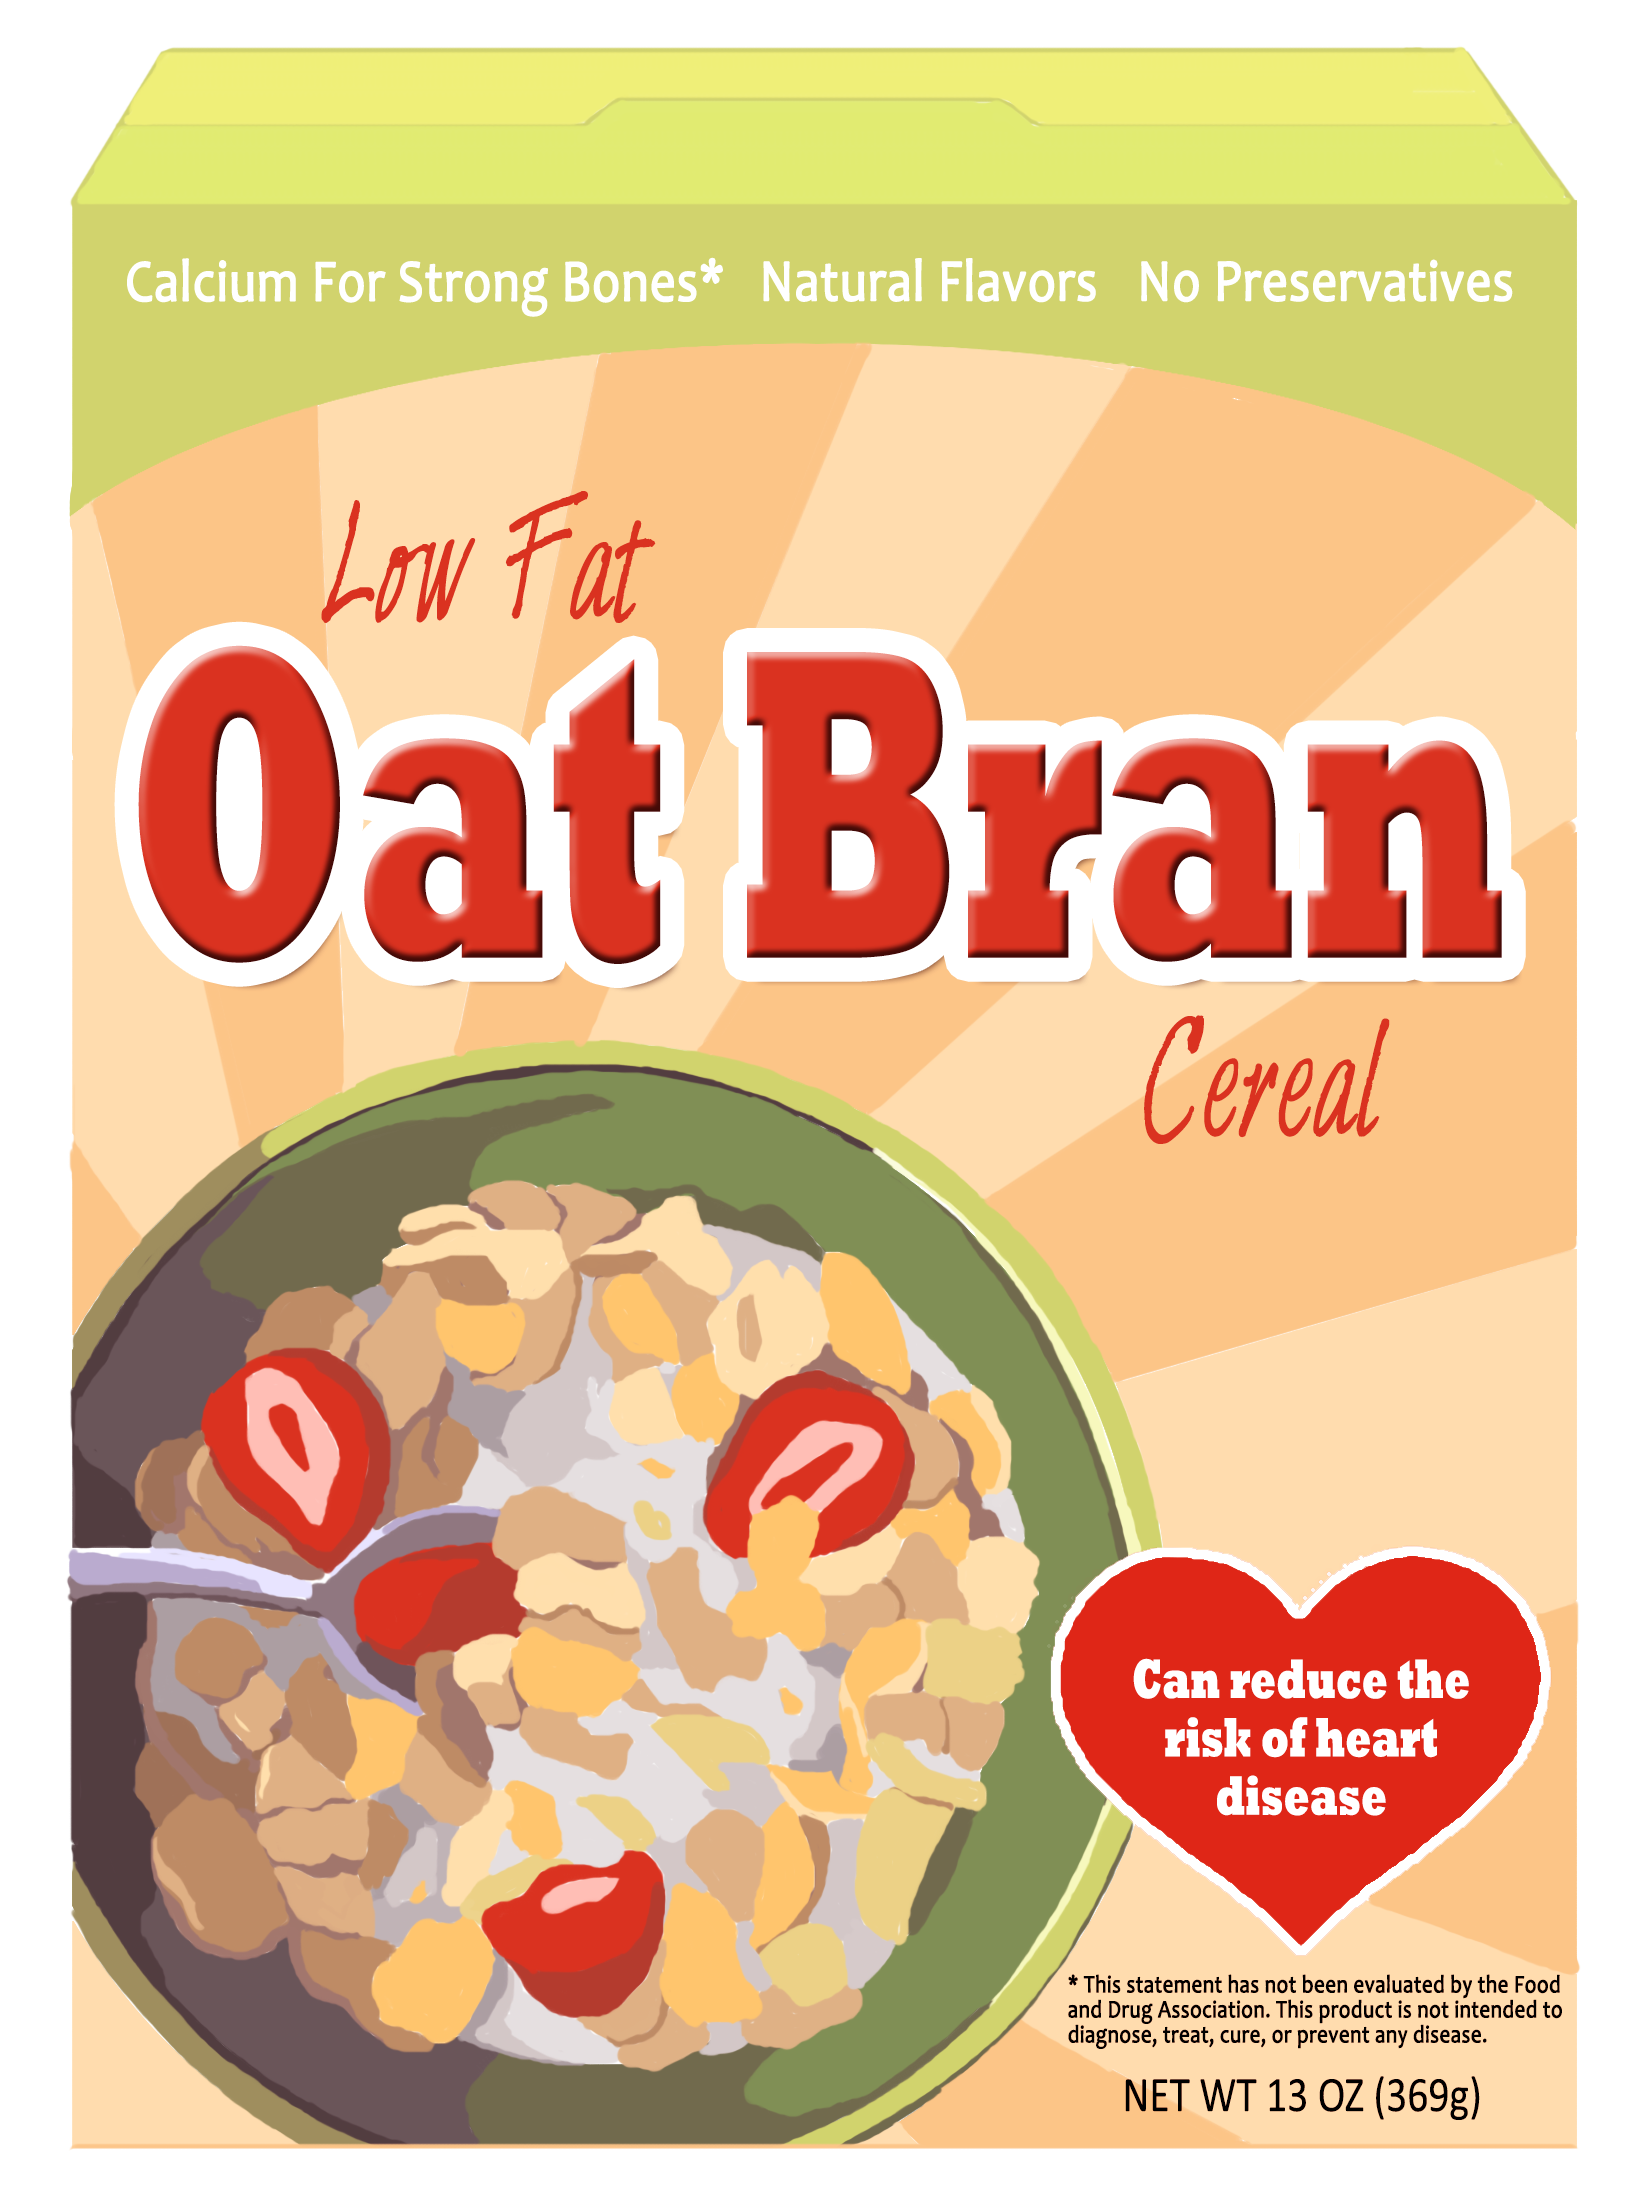 Calcium For Strong Bones* Natural Flavors No Preservatives
Low Fat
Oat Bran
Cereal
Can reduce the
risk of heart
disease
* This statement has not been evaluated by the Food
and Drug Association. This product is not intended to
diagnose, treat, cure, or prevent any disease.
NET WT 13 OZ (369g)